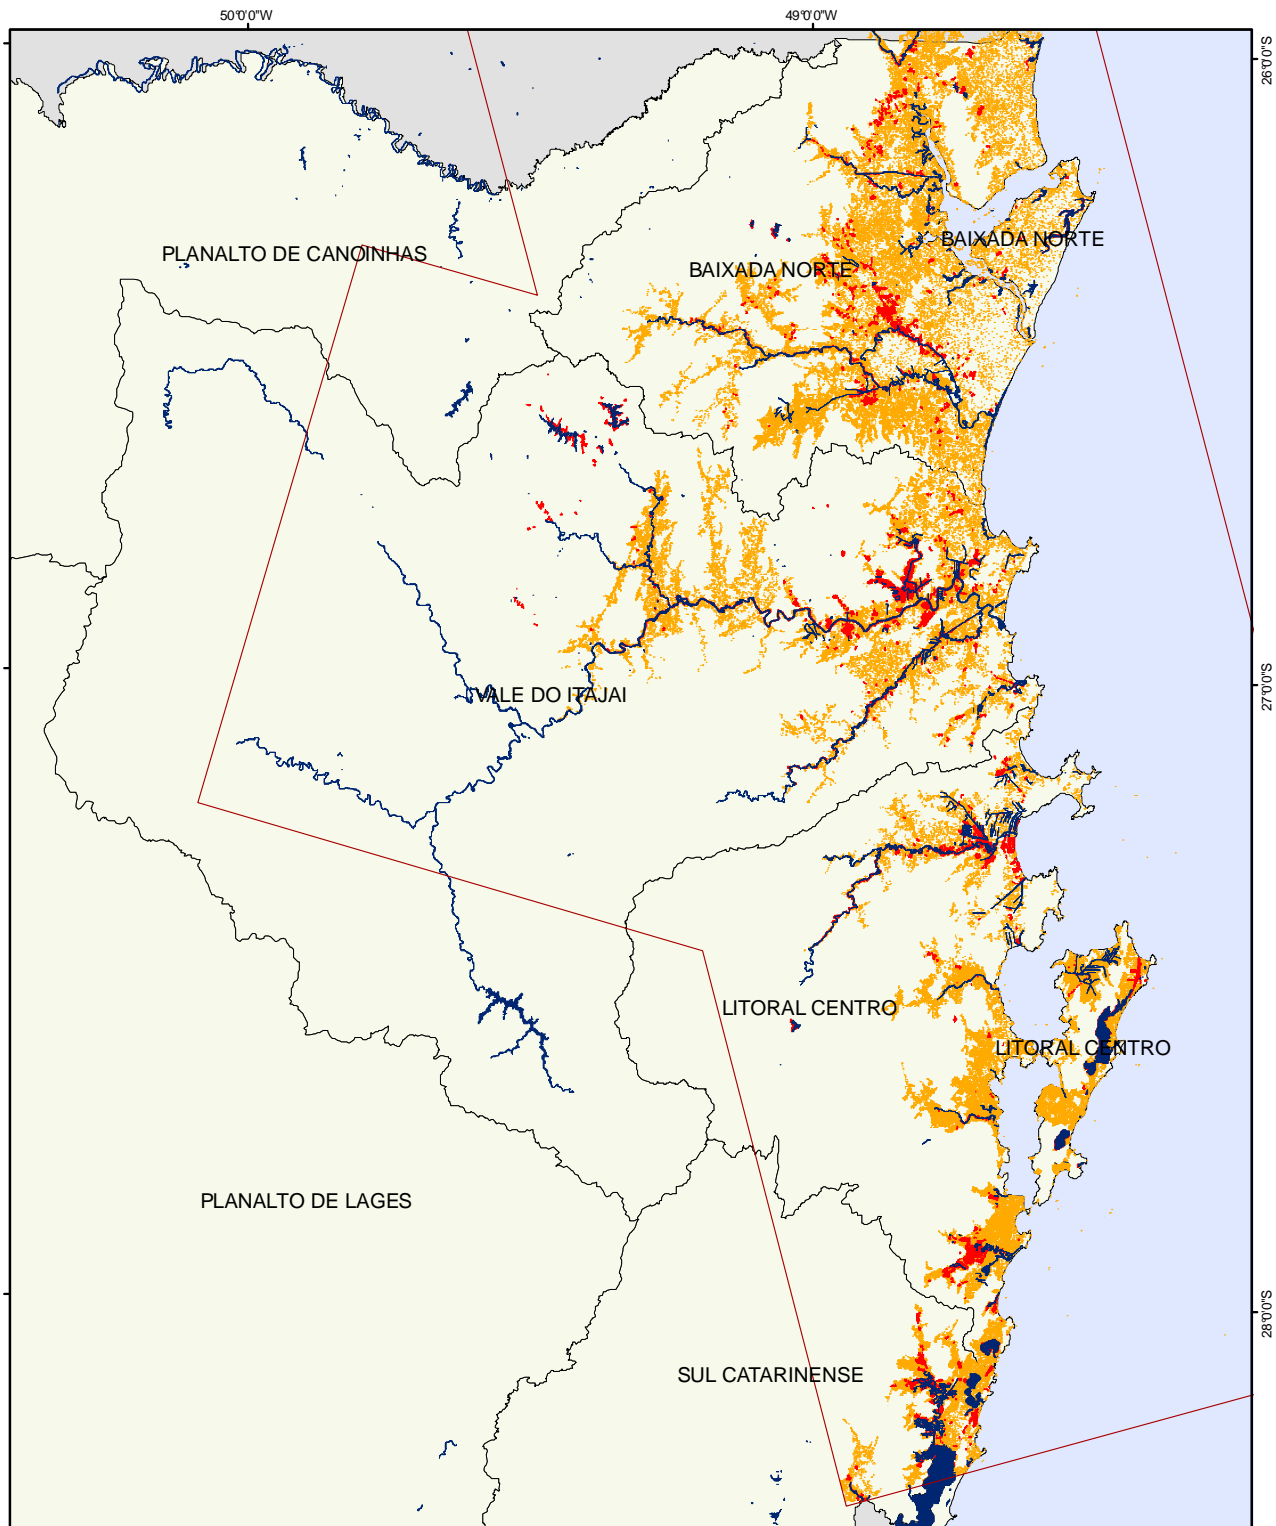 50°0'0"W
49°0'0"W
26°0'0"S
PLANALTO DE CANOINHAS
BAIXADA NORTE
BAIXADA NORTE
VALE DO ITAJAI
27°0'0"S
LITORAL CENTRO
LITORAL CENTRO
PLANALTO DE LAGES
28°0'0"S
SUL CATARINENSE